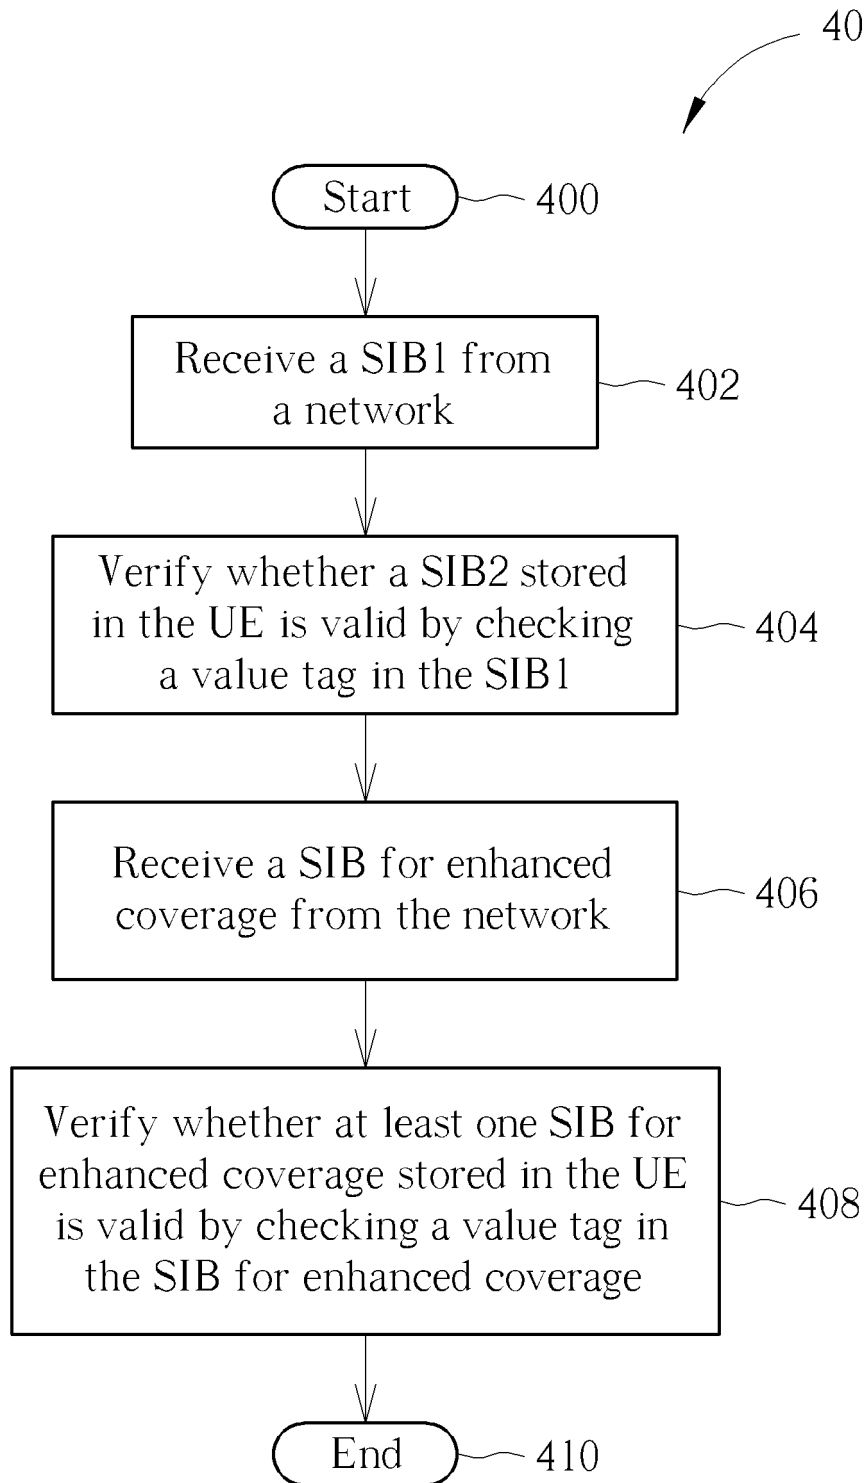 40
Start
400
Receive a SIB1 from
a network
402
Verify whether a SIB2 stored
in the UE is valid by checking
a value tag in the SIB1
404
Receive a SIB for enhanced
coverage from the network
406
Verify whether at least one SIB for
enhanced coverage stored in the UE
is valid by checking a value tag in
the SIB for enhanced coverage
408
End
410